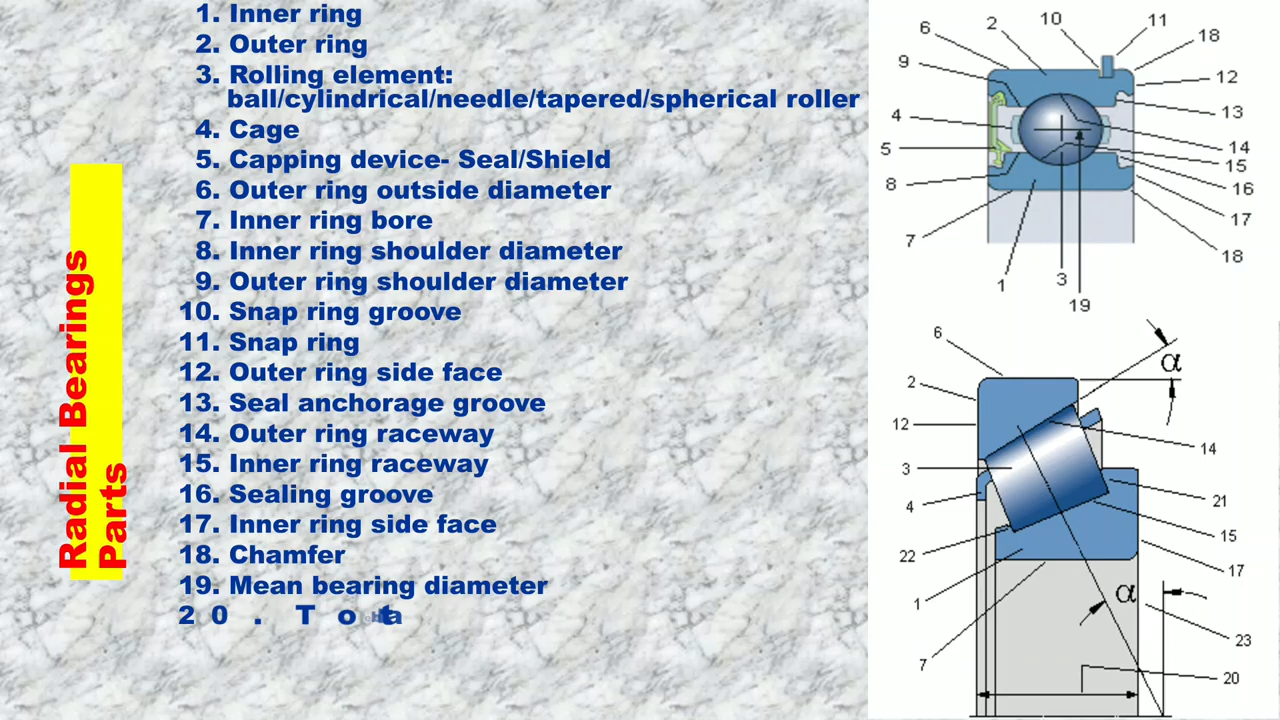 1. Inner ring
2. Outer ring
3. Rolling element:
ball/cylindrical/needle/tapered/spherical roller
4. Cage
5. Capping device- Seal/Shield
6. Outer ring outside diameter
7. Inner ring bore
8. Inner ring shoulder diameter
9. Outer ring shoulder diameter
10. Snap ring groove
11. Snap ring
12. Outer ring side face
13. Seal anchorage groove
14. Outer ring raceway
15. Inner ring raceway
16. Sealing groove
17. Inner ring side face
18. Chamfer
19. Mean bearing diameter
20.
Radial Bearings
Parts
6
2
10
11
18
9
12
4
13
5
14
15
8
16
17
7
18
1
3
19
6
α
2
12
14
3
4
21
15
22
17
1
α
23
7
20